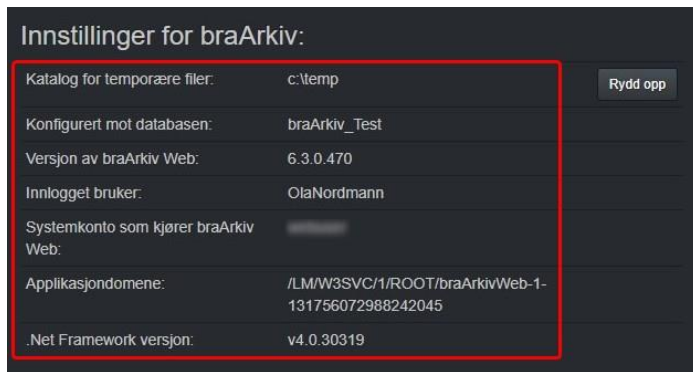 Innstillinger for braArkiv:
Katalog for temporære filer: c:\temp Rydd opp
Konfigurert mot databasen: braArkiv_Test
Versjon av braArkiv Web: 6.3.0.470
Innlogget bruker: OlaNordmann
Systemkonto som kjører braArkiv
Web:
Applikasjondomene: /LM/W3SVC/1/ROOT/braArkivWeb-1-
131756072988242045
.Net Framework versjon: v4.0.30319